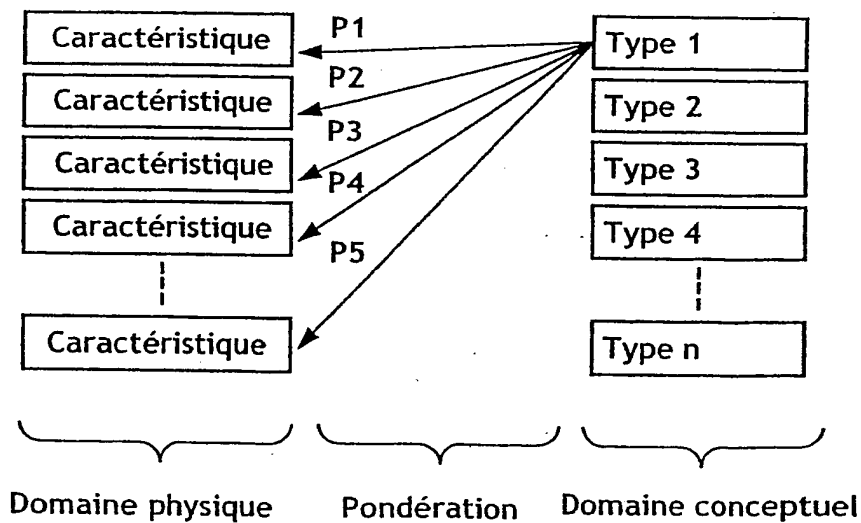 Caractéristique P1 Type 1
Caractéristique P2 Type 2
Caractéristique P3 Type 3
Caractéristique P4 Type 4
P5
Caractéristique Type n
Domaine physique Pondération Domaine conceptuel